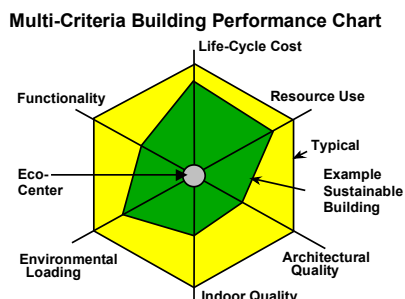 Multi-Criteria Building Performance Chart
Life-Cycle Cost
Functionality
Resource Use
Typical
Eco-
Center
Example
Sustainable
Building
Environmental
Loading
Architectural
Quality
Indoor Quality